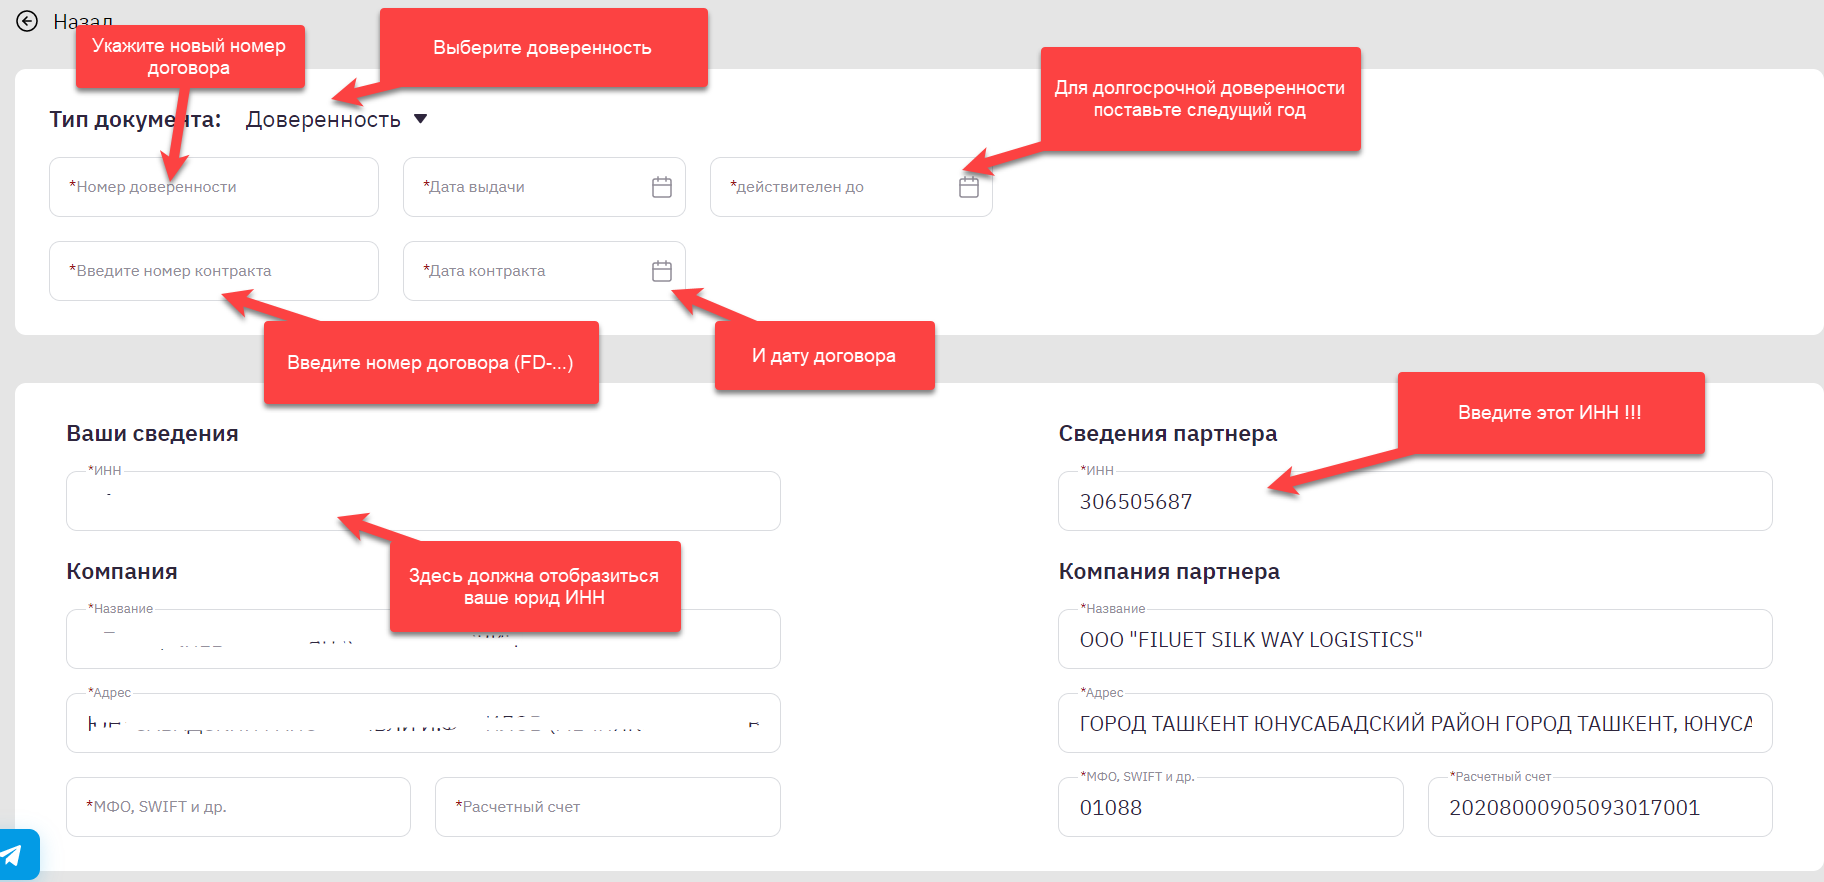 Назад
Укажите новый номер
договора
Выберите доверенность
Для долгосрочной доверенности
поставьте следущий год
Тип документа: Доверенность
*Номер доверенности
*Дата выдачи
*действителен до
*Введите номер контракта
*Дата контракта
Введите номер договора (FD-...)
И дату договора
Введите этот ИНН !!!
Ваши сведения
*ИНН
Здесь должна отобразиться
ваше юрид ИНН
Компания
*Название
*Адрес
*МФО, SWIFT и др.
*Расчетный счет
Сведения партнера
*ИНН
306505687
Компания партнера
*Название
ООО "FILUET SILK WAY LOGISTICS"
*Адрес
ГОРОД ТАШКЕНТ ЮНУСАБАДСКИЙ РАЙОН ГОРОД ТАШКЕНТ, ЮНУСА
*МФО, SWIFT и др.
01088
*Расчетный счет
20208000905093017001